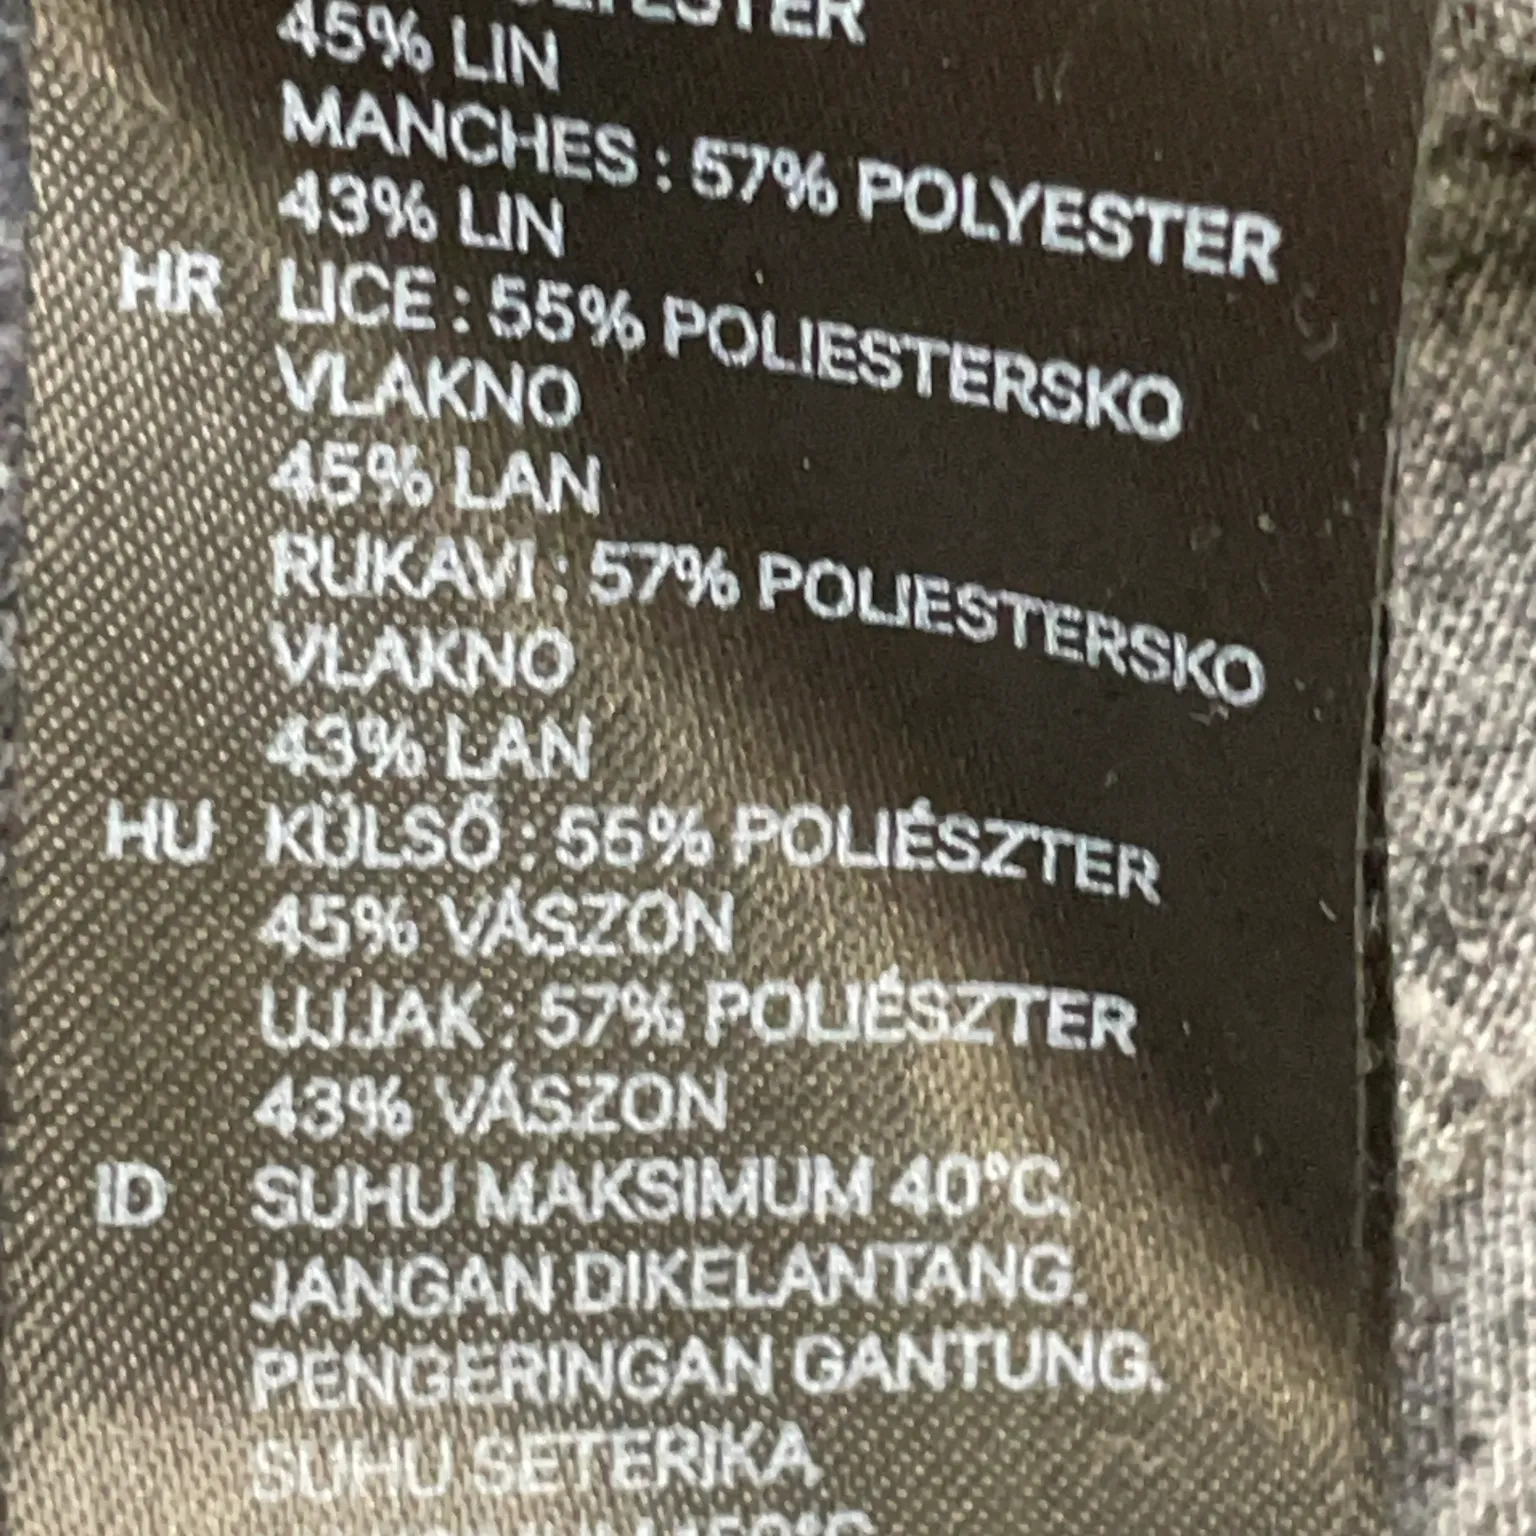 45% LIN
MANCHES : 57% POLYESTER
43% LIN
HR LICE : 55% POLIESTERSKO
VLAKNO
45% LAN
RUKAVI : 57% POLIESTERSKO
VLAKNO
43% LAN
HU KÜLSŐ : 55% POLIÉSZTER
45% VÁSZON
UJJAK : 57% POLIÉSZTER
43% VÁSZON
ID SUHU MAKSIMUM 40°C.
JANGAN DIKELANTANG.
PENGERINGAN GANTUNG.
SUHU SETERIKA